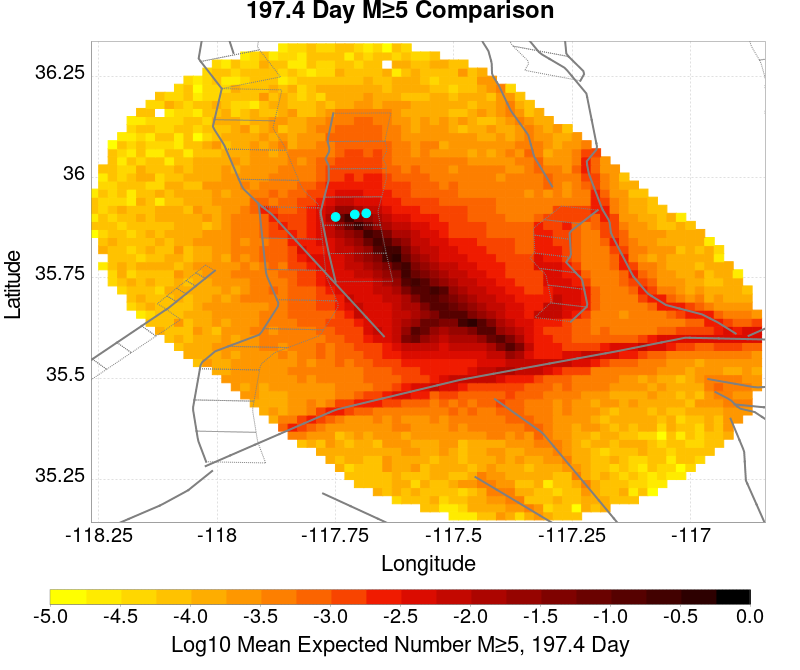 197.4 Day M≥5 Comparison
36.25
36
35.75
35.5
35.25
Latitude
-118.25 -118 -117.75 -117.5 -117.25 -117
Longitude
-5.0 -4.5 -4.0 -3.5 -3.0 -2.5 -2.0 -1.5 -1.0 -0.5 0.0
Log10 Mean Expected Number M≥5, 197.4 Day